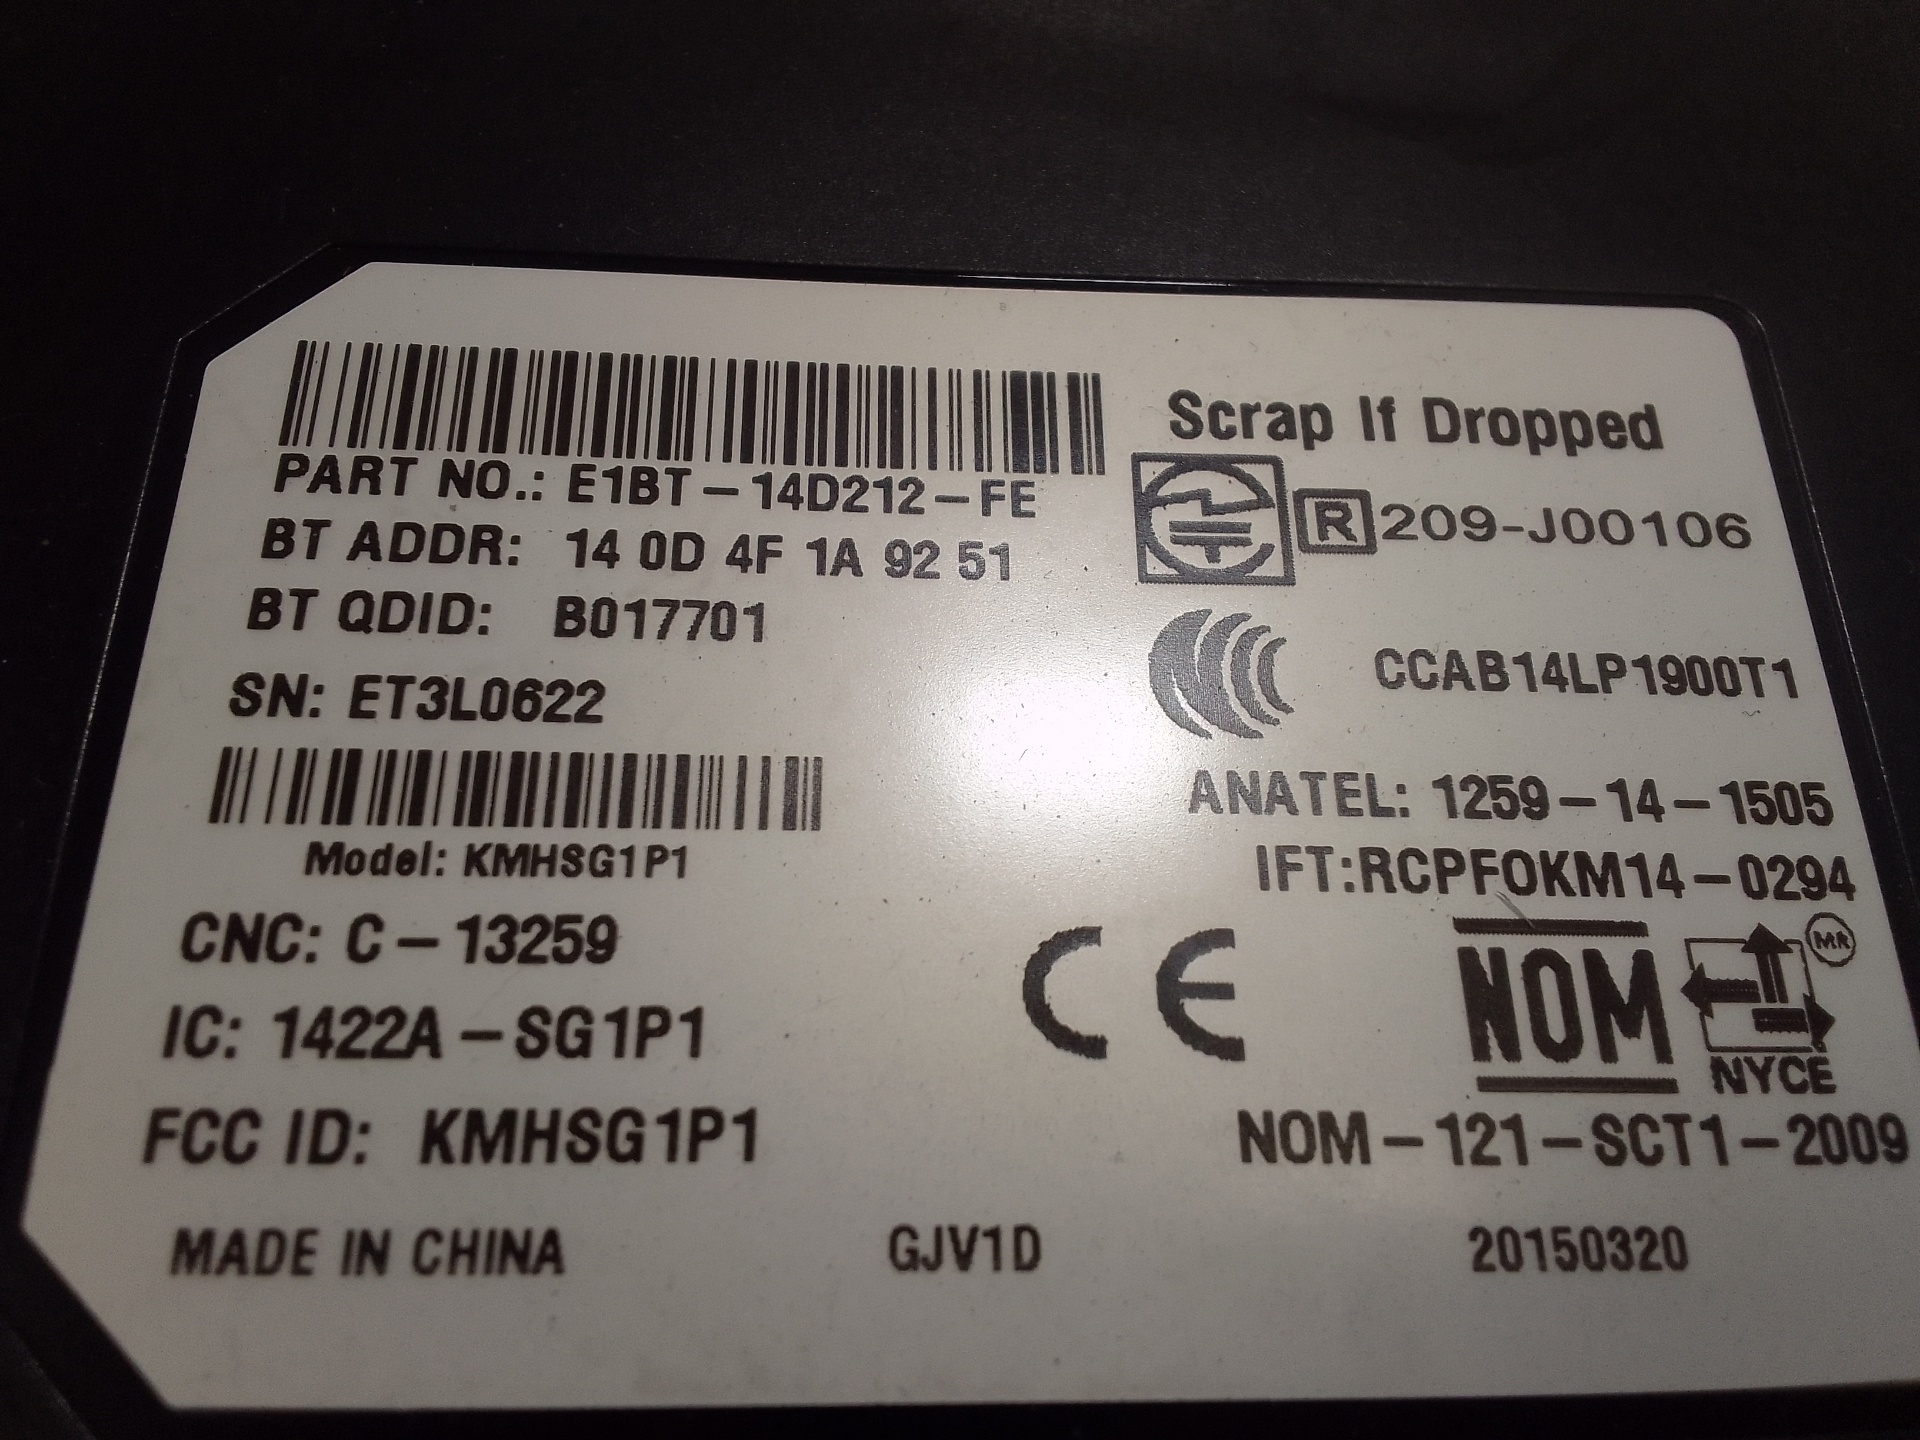 Scrap If Dropped
PART NO.: E1BT-14D212-FE
BT ADDR: 14 0D 4F 1A 92 51
R 209-J00106
BT QDID: B017701
SN: ET3L0622
CCAB14LP1900T1
ANATEL: 1259-14-1505
Model: KMHSG1P1
IFT:RCPFOKM14-0294
CNC: C-13259
CE
NOM
MR
NYCE
IC: 1422A-SG1P1
FCC ID: KMHSG1P1
NOM-121-SCT1-2009
MADE IN CHINA
GJV1D
20150320